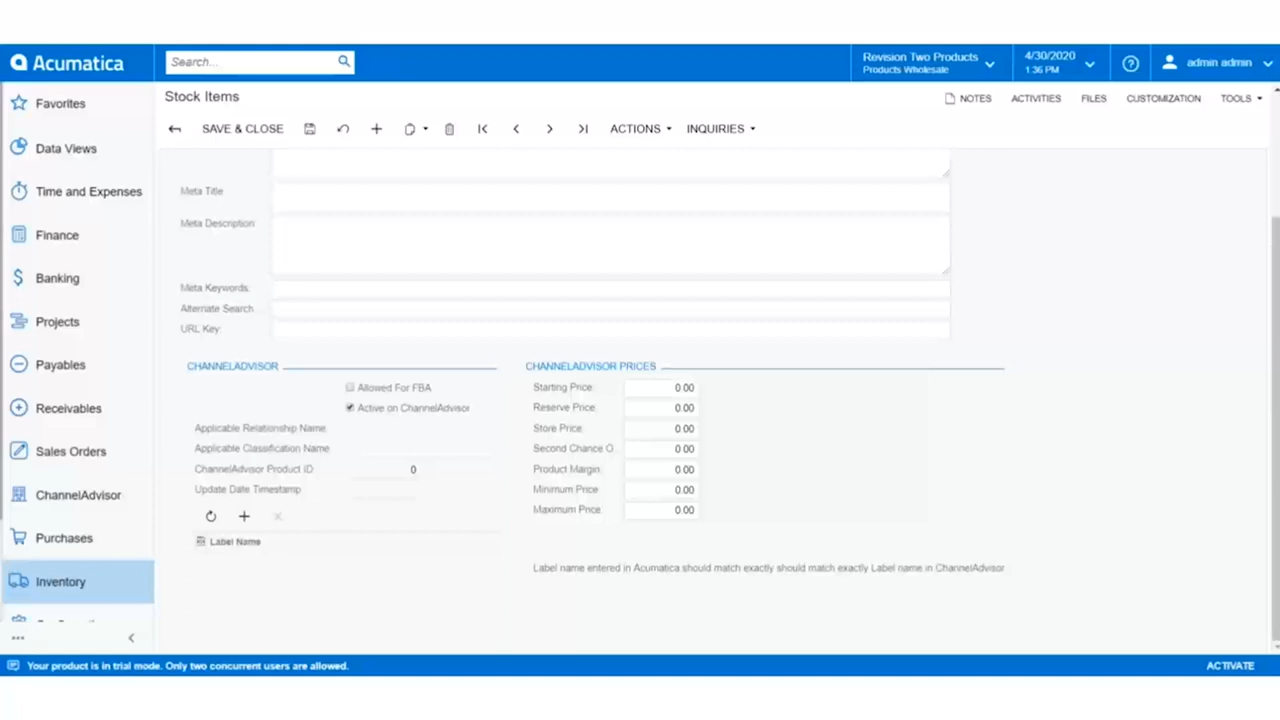 Acumatica
Search...
Revision Two Products
Products Wholesale
4/30/2020
1:36 PM
admin admin
Favorites
Data Views
Time and Expenses
Finance
Banking
Projects
Payables
Receivables
Sales Orders
ChannelAdvisor
Purchases
Inventory
Stock Items
NOTES
ACTIVITIES
FILES
CUSTOMIZATION
TOOLS
SAVE & CLOSE
ACTIONS
INQUIRIES
Meta Title
Meta Description:
Meta Keywords:
Alternate Search
URL Key:
CHANNELADVISOR
Allowed For FBA
Active on ChannelAdvisor
Applicable Relationship Name
Applicable Classification Name
ChannelAdvisor Product ID 0
Update Date Timestamp
Label Name
CHANNELADVISOR PRICES
Starting Price: 0.00
Reserve Price: 0.00
Store Price: 0.00
Second Chance O... 0.00
Product Margin: 0.00
Minimum Price 0.00
Maximum Price: 0.00
Label name entered in Acumatica should match exactly should match exactly Label name in ChannelAdvisor
Your product is in trial mode. Only two concurrent users are allowed.
ACTIVATE